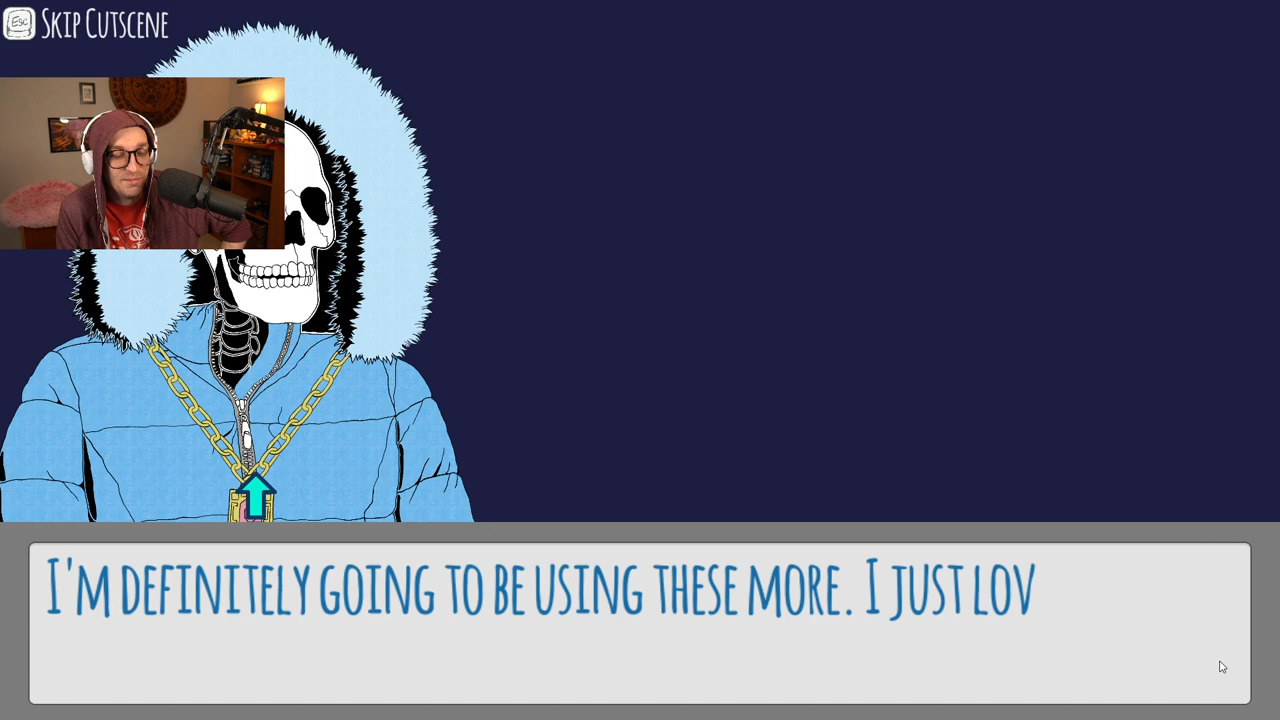 Esc Skip Cutscene
I'm definitely going to be using these more. I just lov